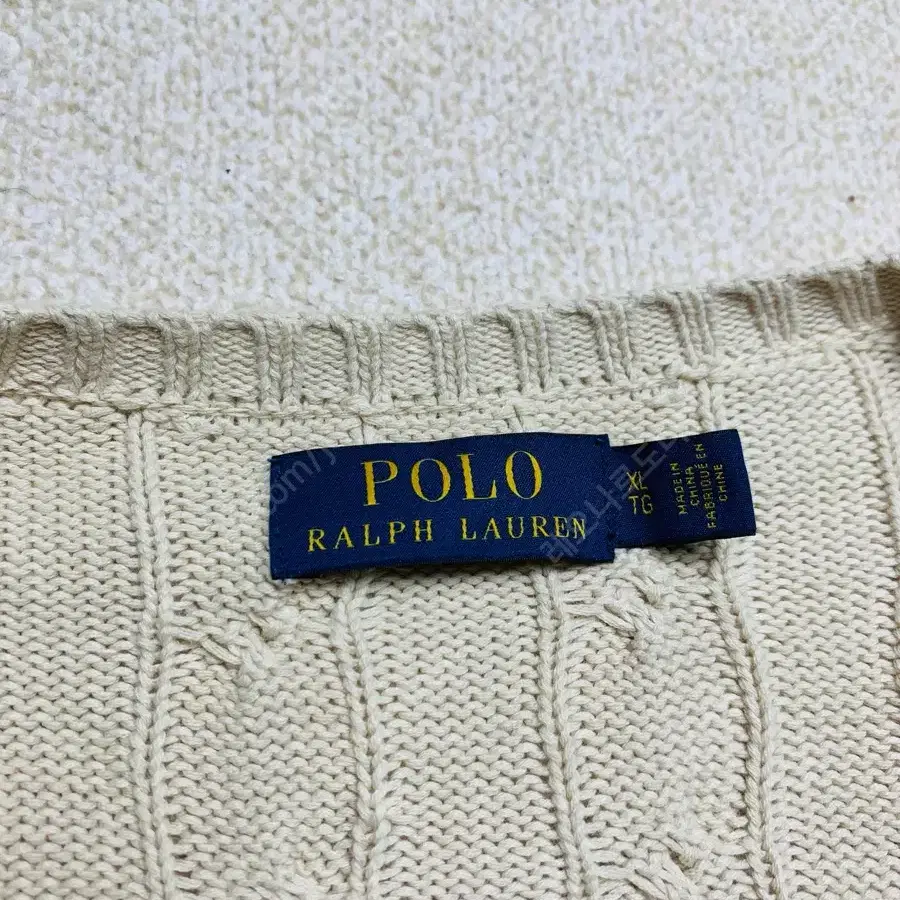 POLO
RALPH LAUREN
XL
TG
MADE IN
CHINA
FABRIQUÉ EN
CHINE